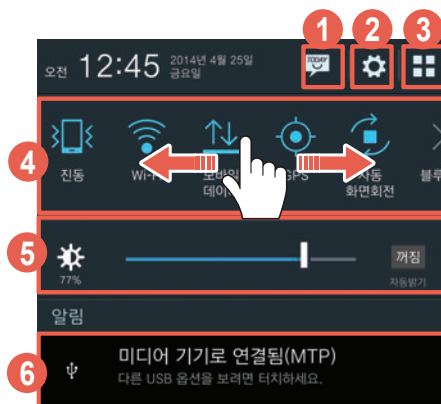 1 2 3
오전 12:45 2014년 4월 25일
금요일
TODAY
4
진동 Wi-Fi 모바일 데이 GPS 자동 화면회전 블루
5
77%
꺼짐
자동밝기
알림
6
미디어 기기로 연결됨(MTP)
다른 USB 옵션을 보려면 터치하세요.